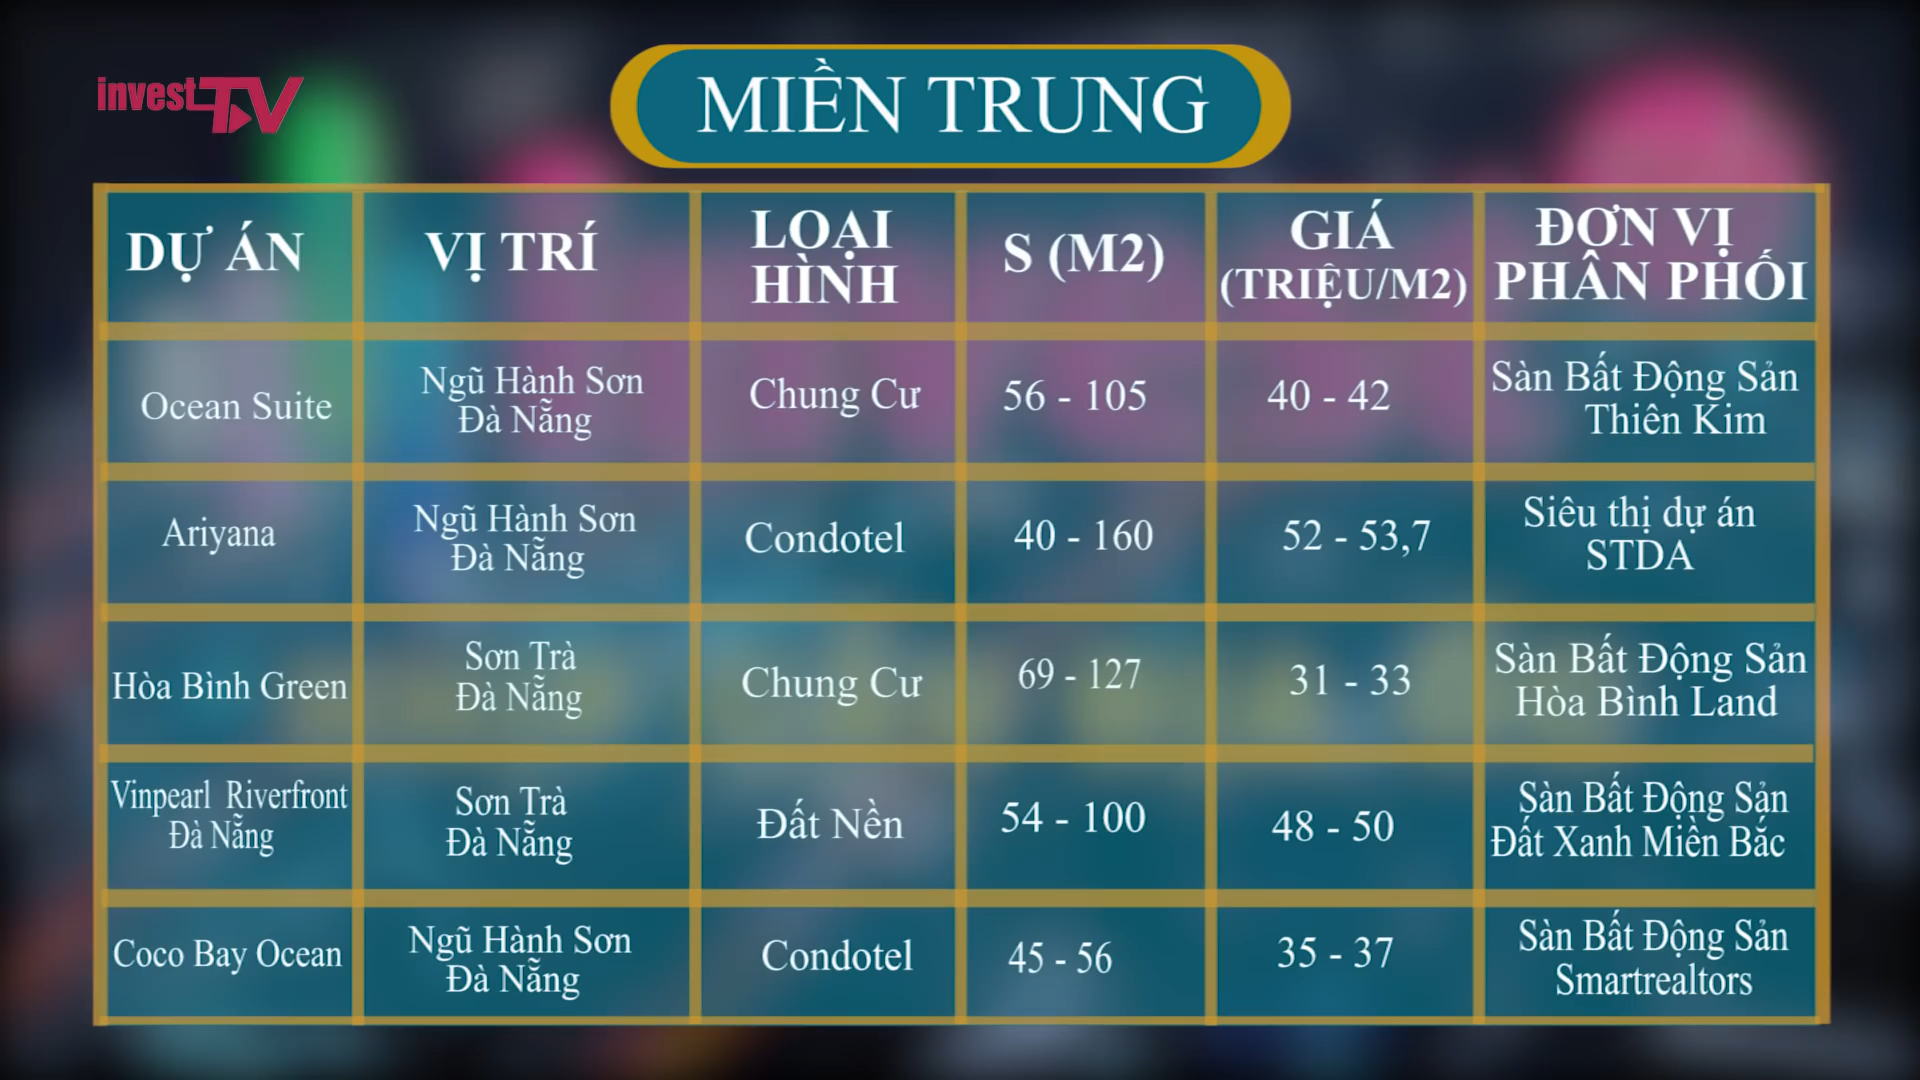 invest TV
MIỀN TRUNG
DỰ ÁN
VỊ TRÍ
LOẠI
HÌNH
S (M2)
GIÁ
(TRIỆU/M2)
ĐƠN VỊ
PHÂN PHỐI
Ocean Suite
Ngũ Hành Sơn
Đà Nẵng
Chung Cư
56 - 105
40 - 42
Sàn Bất Động Sản
Thiên Kim
Ariyana
Ngũ Hành Sơn
Đà Nẵng
Condotel
40 - 160
52 - 53,7
Siêu thị dự án
STDA
Hòa Bình Green
Sơn Trà
Đà Nẵng
Chung Cư
69 - 127
31 - 33
Sàn Bất Động Sản
Hòa Bình Land
Vinpearl Riverfront
Đà Nẵng
Sơn Trà
Đà Nẵng
Đất Nền
54 - 100
48 - 50
Sàn Bất Động Sản
Đất Xanh Miền Bắc
Coco Bay Ocean
Ngũ Hành Sơn
Đà Nẵng
Condotel
45 - 56
35 - 37
Sàn Bất Động Sản
Smartrealtors